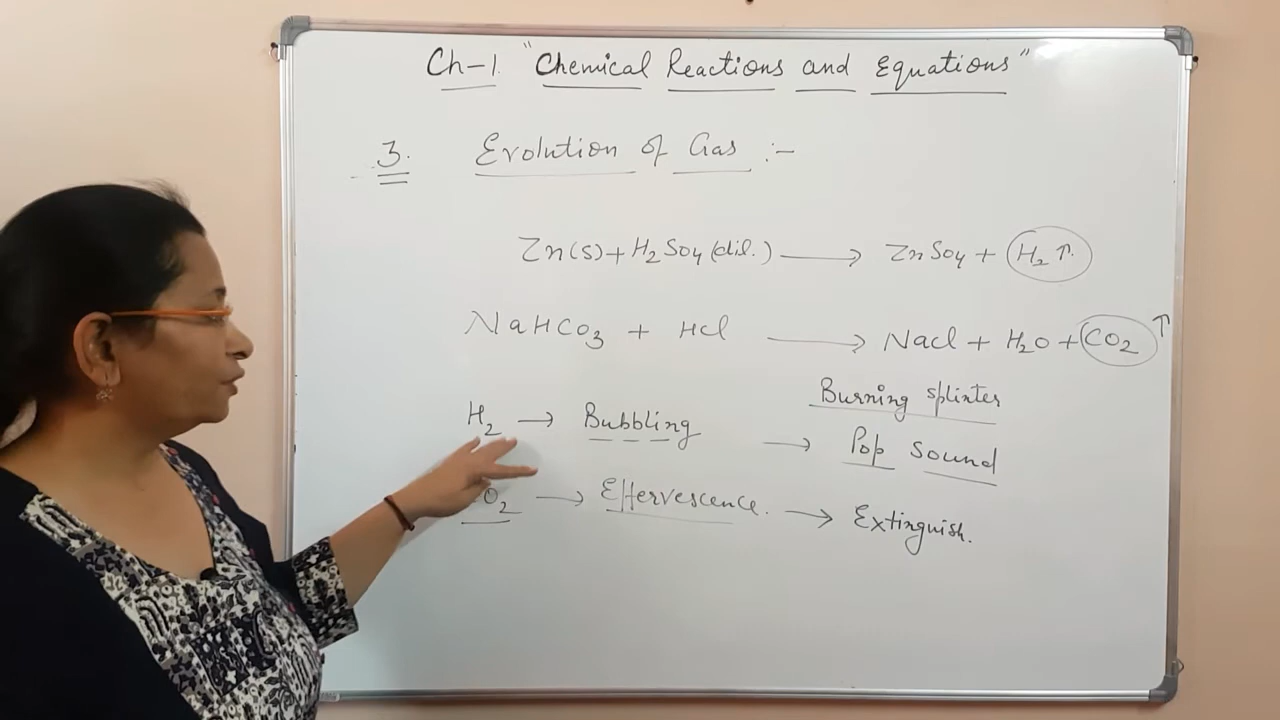 Ch-1 "Chemical Reactions and Equations"
3. Evolution of Gas :-
Zn(s) + H2SO4 (dil.) → ZnSO4 + H2 ↑
NaHCO3 + HCl → NaCl + H2O + CO2 ↑
Burning splinter
H2 → Bubbling → Pop Sound
O2 → Effervescence. → Extinguish.